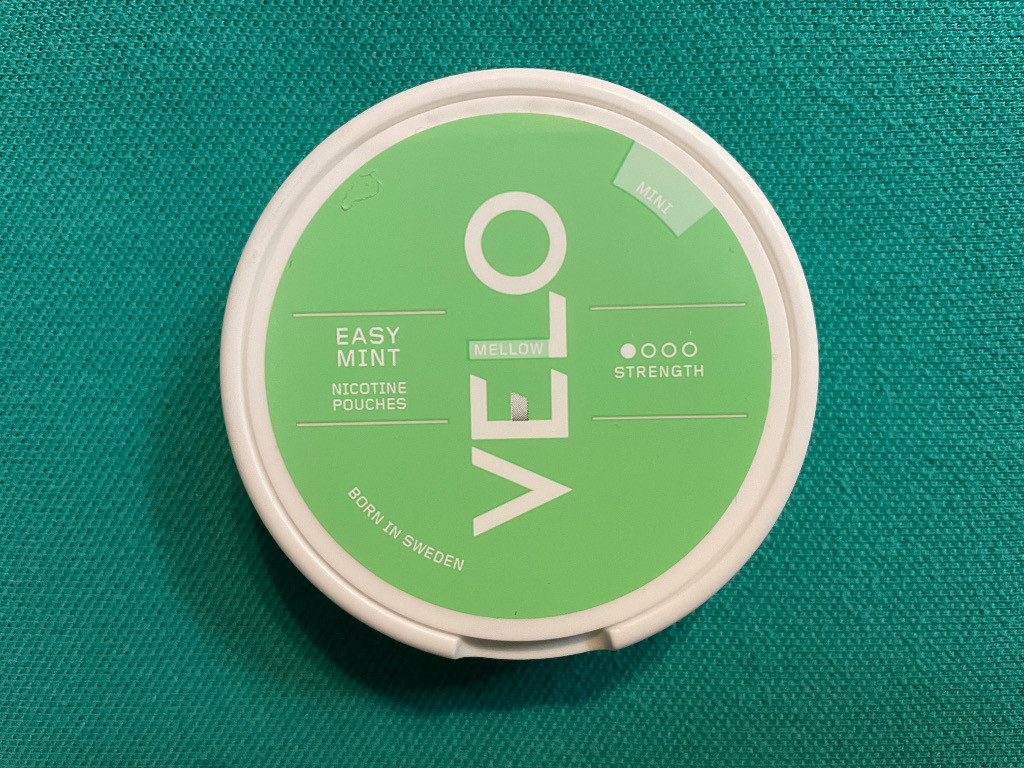 MINI
VELO
EASY
MINT
NICOTINE
POUCHES
MELLOW
STRENGTH
BORN IN SWEDEN